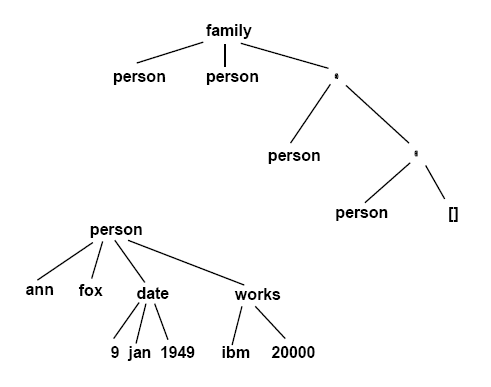 family
person person *
person *
person []
person
ann fox date works
9 jan 1949 ibm 20000